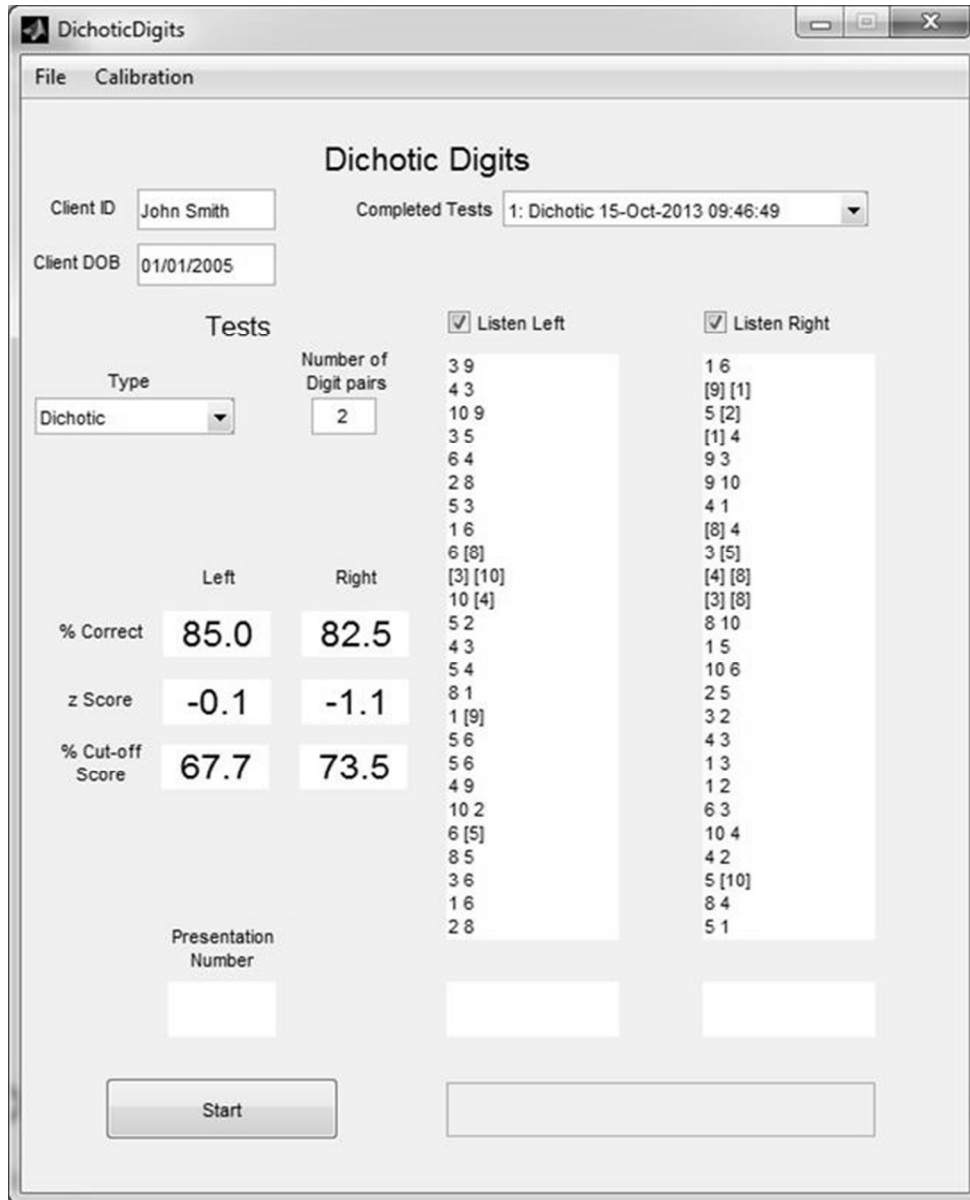 DichoticDigits
File Calibration
Dichotic Digits
Client ID John Smith Completed Tests 1: Dichotic 15-Oct-2013 09:46:49
Client DOB 01/01/2005
Tests
Type
Dichotic
Number of
Digit pairs
2
Left Right
% Correct 85.0 82.5
z Score -0.1 -1.1
% Cut-off
Score
67.7 73.5
Presentation
Number
Start
Listen Left
3 9
4 3
10 9
3 5
6 4
2 8
5 3
1 6
6 [8]
[3] [10]
10 [4]
5 2
4 3
5 4
8 1
1 [9]
5 6
5 6
4 9
10 2
6 [5]
8 5
3 6
1 6
2 8
Listen Right
1 6
[9] [1]
5 [2]
[1] 4
9 3
9 10
4 1
[8] 4
3 [5]
[4] [8]
[3] [8]
8 10
1 5
10 6
2 5
3 2
4 3
1 3
1 2
6 3
10 4
4 2
5 [10]
8 4
5 1